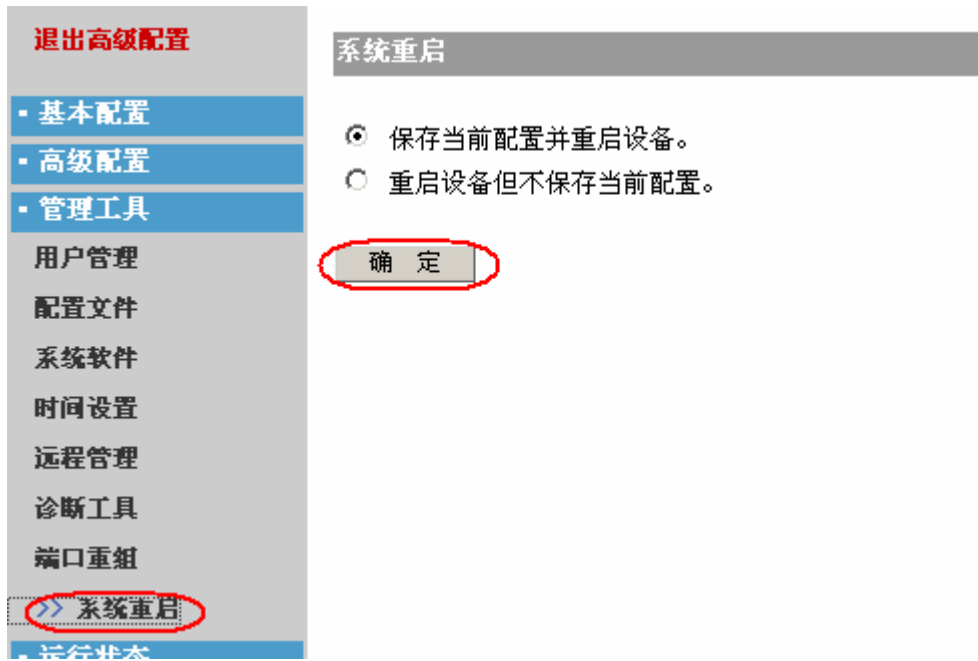 退出高级配置
▪ 基本配置
▪ 高级配置
▪ 管理工具
用户管理
配置文件
系统软件
时间设置
远程管理
诊断工具
端口重组
>> 系统重启
▪ 运行状态
系统重启
保存当前配置并重启设备。
重启设备但不保存当前配置。
确 定